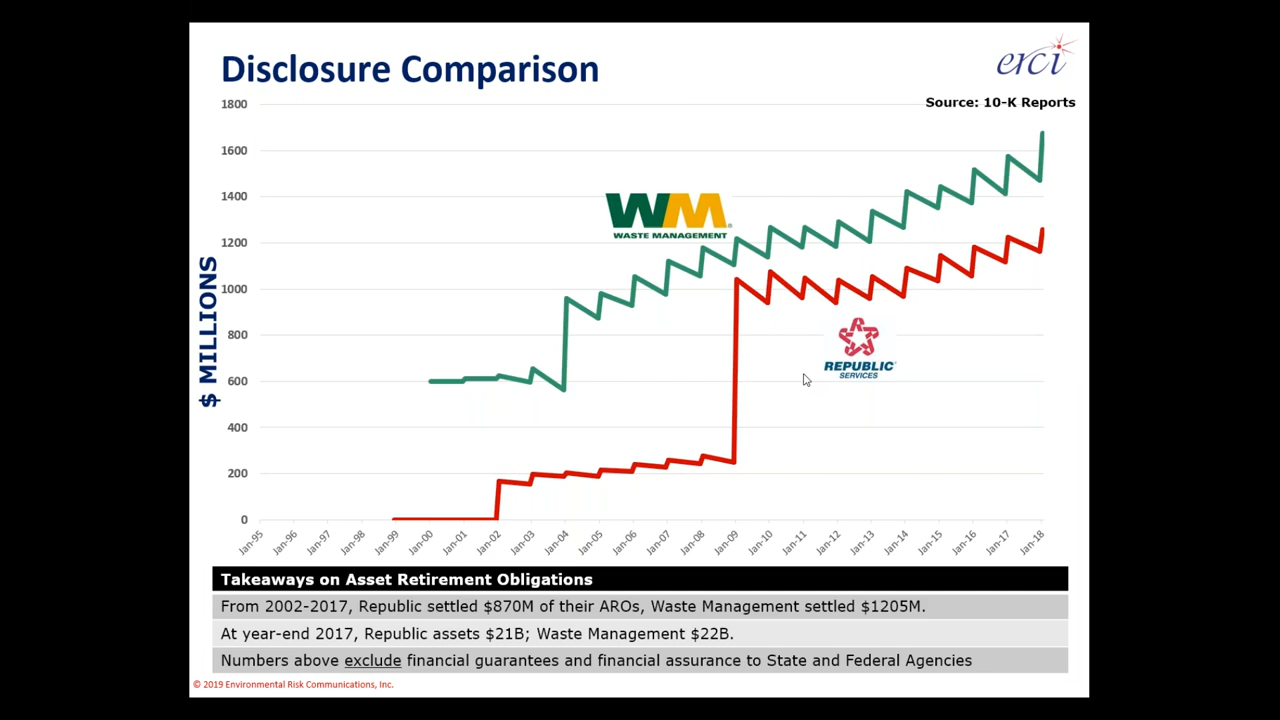 Disclosure Comparison
erci
Source: 10-K Reports
1800
1600
1400
1200
1000
800
600
400
200
0
$ MILLIONS
WM
WASTE MANAGEMENT
REPUBLIC
SERVICES
Jan-95 Jan-96 Jan-97 Jan-98 Jan-99 Jan-00 Jan-01 Jan-02 Jan-03 Jan-04 Jan-05 Jan-06 Jan-07 Jan-08 Jan-09 Jan-10 Jan-11 Jan-12 Jan-13 Jan-14 Jan-15 Jan-16 Jan-17 Jan-18
Takeaways on Asset Retirement Obligations
From 2002-2017, Republic settled $870M of their AROs, Waste Management settled $1205M.
At year-end 2017, Republic assets $21B; Waste Management $22B.
Numbers above exclude financial guarantees and financial assurance to State and Federal Agencies
© 2019 Environmental Risk Communications, Inc.